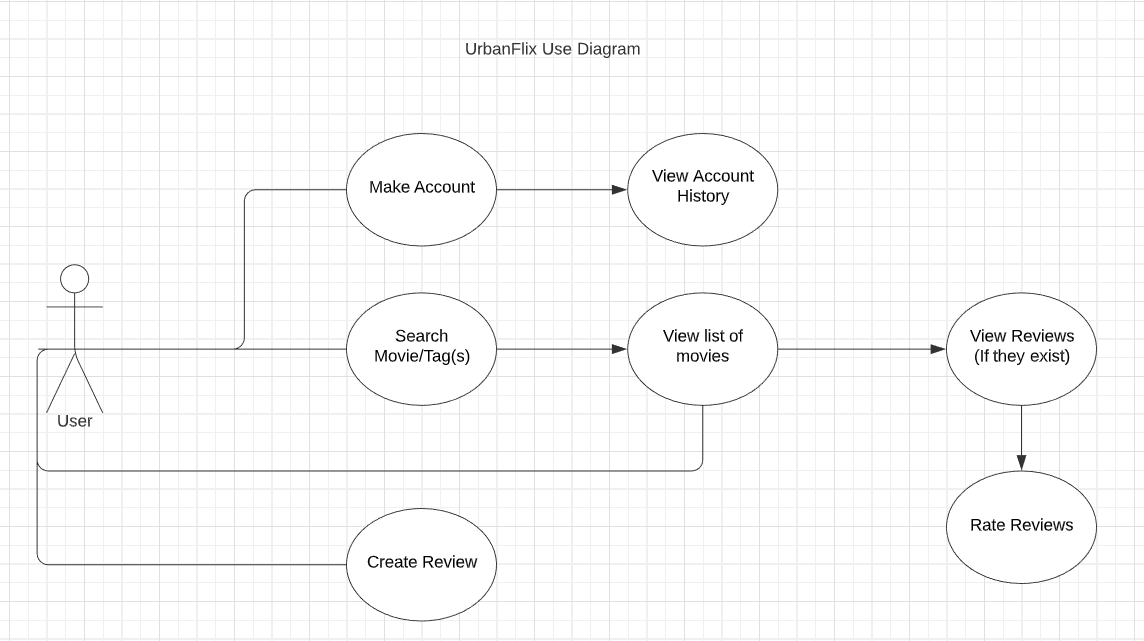 UrbanFlix Use Diagram
Make Account
View Account
History
Search
Movie/Tag(s)
View list of
movies
View Reviews
(If they exist)
User
Rate Reviews
Create Review